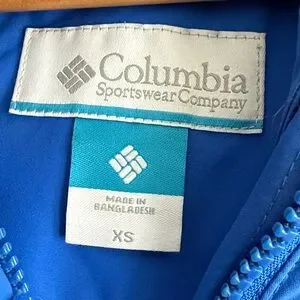 Columbia
Sportswear Company
MADE IN
BANGLADESH
XS